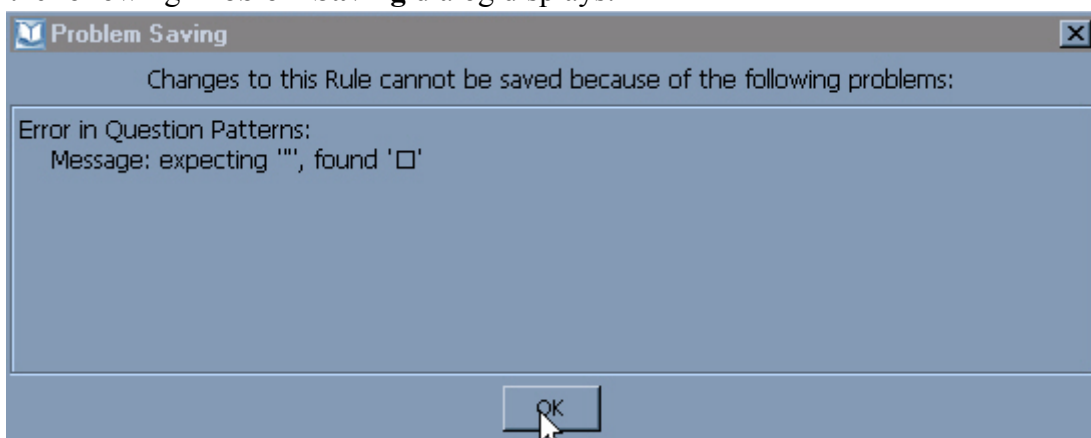 Problem Saving
Changes to this Rule cannot be saved because of the following problems:
Error in Question Patterns:
Message: expecting '"', found '□'
OK